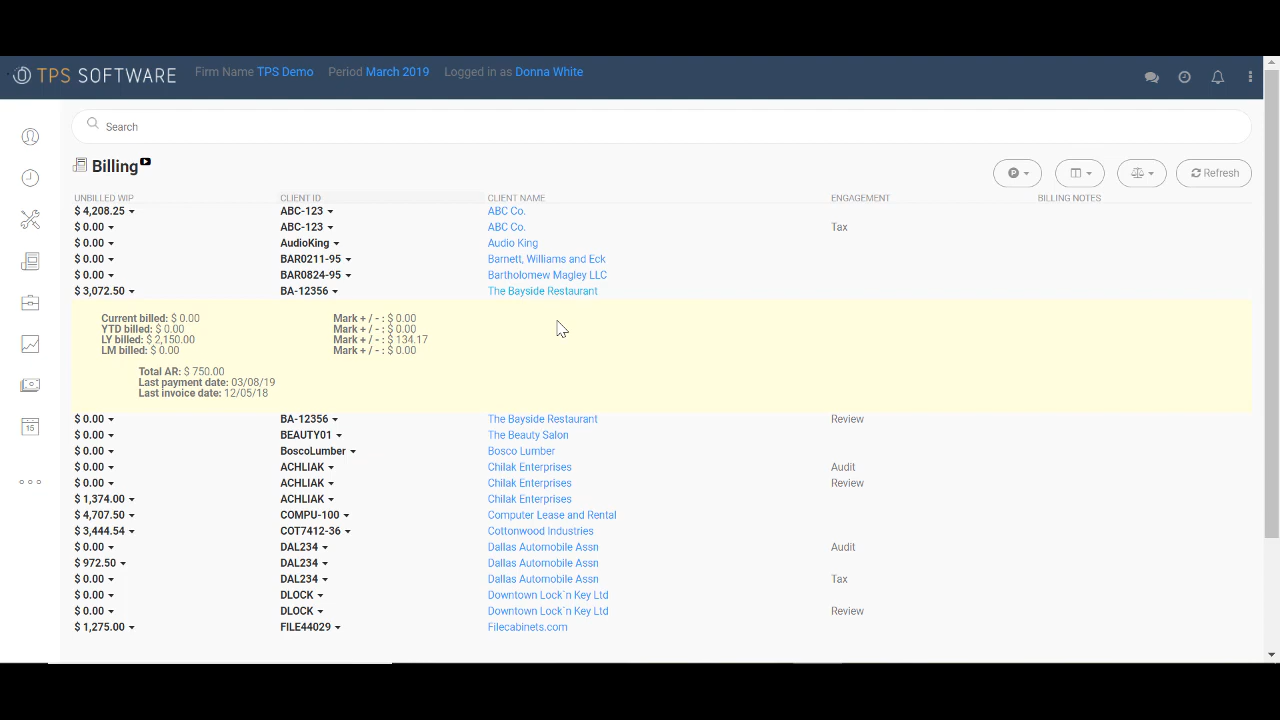 TPS SOFTWARE Firm Name TPS Demo Period March 2019 Logged in as Donna White
Search
Billing
P
Refresh
UNBILLED WIP CLIENT ID CLIENT NAME ENGAGEMENT BILLING NOTES
$ 4,208.25 ABC-123 ABC Co.
$ 0.00 ABC-123 ABC Co. Tax
$ 0.00 AudioKing Audio King
$ 0.00 BAR0211-95 Barnett, Williams and Eck
$ 0.00 BAR0824-95 Bartholomew Magley LLC
$ 3,072.50 BA-12356 The Bayside Restaurant
Current billed: $ 0.00 Mark + / - : $ 0.00
YTD billed: $ 0.00 Mark + / - : $ 0.00
LY billed: $ 2,150.00 Mark + / - : $ 134.17
LM billed: $ 0.00 Mark + / - : $ 0.00
Total AR: $ 750.00
Last payment date: 03/08/19
Last invoice date: 12/05/18
$ 0.00 BA-12356 The Bayside Restaurant Review
$ 0.00 BEAUTY01 The Beauty Salon
$ 0.00 BoscoLumber Bosco Lumber
$ 0.00 ACHLIAK Chilak Enterprises Audit
$ 0.00 ACHLIAK Chilak Enterprises Review
$ 1,374.00 ACHLIAK Chilak Enterprises
$ 4,707.50 COMPU-100 Computer Lease and Rental
$ 3,444.54 COT7412-36 Cottonwood Industries
$ 0.00 DAL234 Dallas Automobile Assn Audit
$ 972.50 DAL234 Dallas Automobile Assn
$ 0.00 DAL234 Dallas Automobile Assn Tax
$ 0.00 DLOCK Downtown Lock`n Key Ltd
$ 0.00 DLOCK Downtown Lock`n Key Ltd Review
$ 1,275.00 FILE44029 Filecabinets.com
15